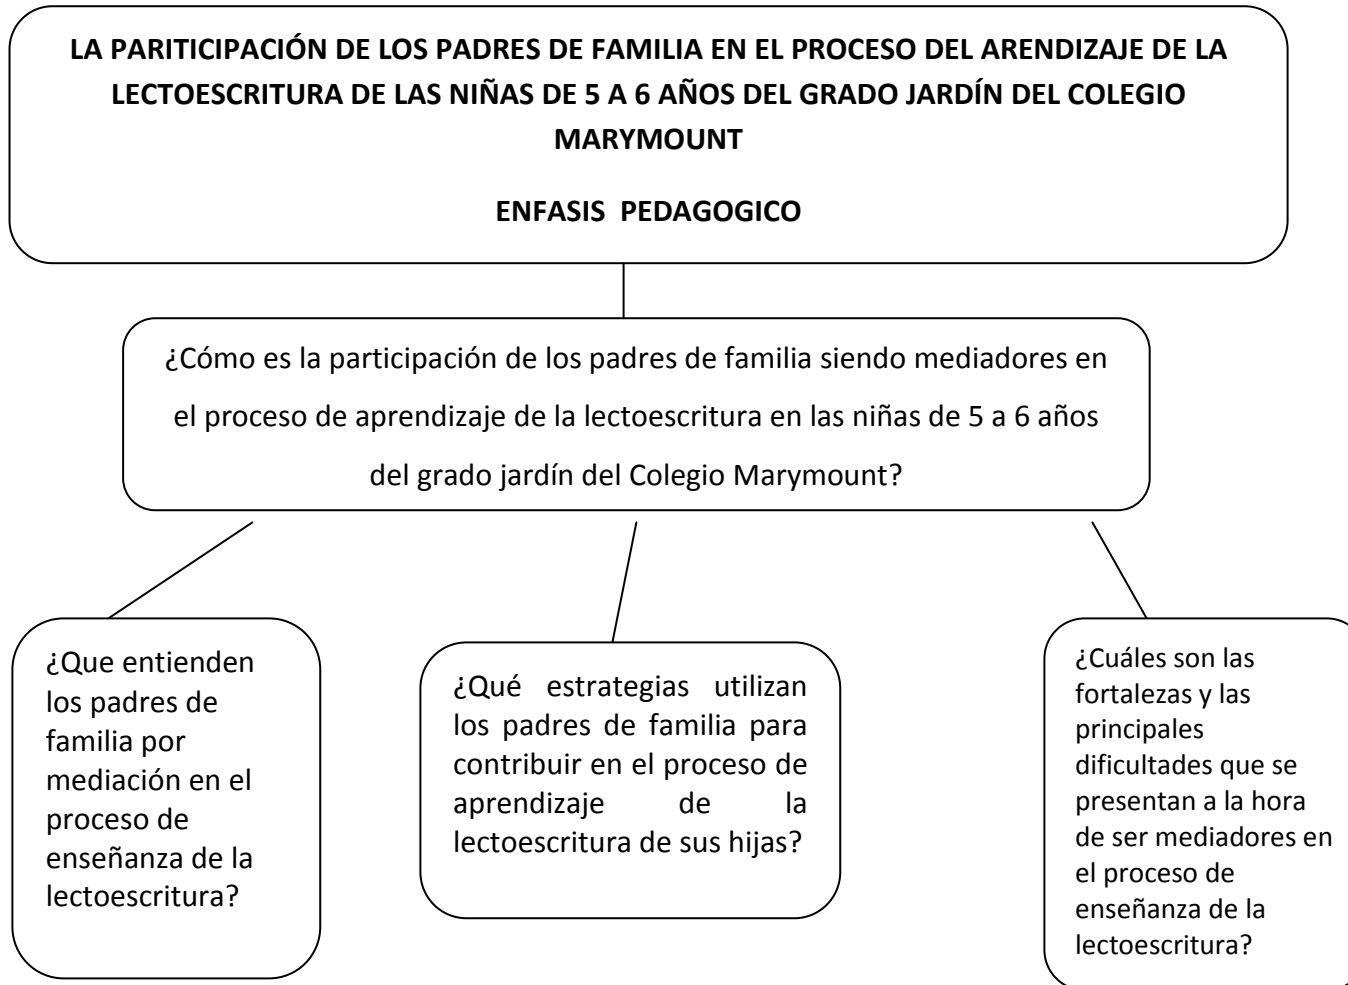 LA PARITICIPACIÓN DE LOS PADRES DE FAMILIA EN EL PROCESO DEL ARENDIZAJE DE LA
LECTOESCRITURA DE LAS NIÑAS DE 5 A 6 AÑOS DEL GRADO JARDÍN DEL COLEGIO
MARYMOUNT
ENFASIS PEDAGOGICO
¿Cómo es la participación de los padres de familia siendo mediadores en
el proceso de aprendizaje de la lectoescritura en las niñas de 5 a 6 años
del grado jardín del Colegio Marymount?
¿Que entienden
los padres de
familia por
mediación en el
proceso de
enseñanza de la
lectoescritura?
¿Qué estrategias utilizan
los padres de familia para
contribuir en el proceso de
aprendizaje de la
lectoescritura de sus hijas?
¿Cuáles son las
fortalezas y las
principales
dificultades que se
presentan a la hora
de ser mediadores en
el proceso de
enseñanza de la
lectoescritura?